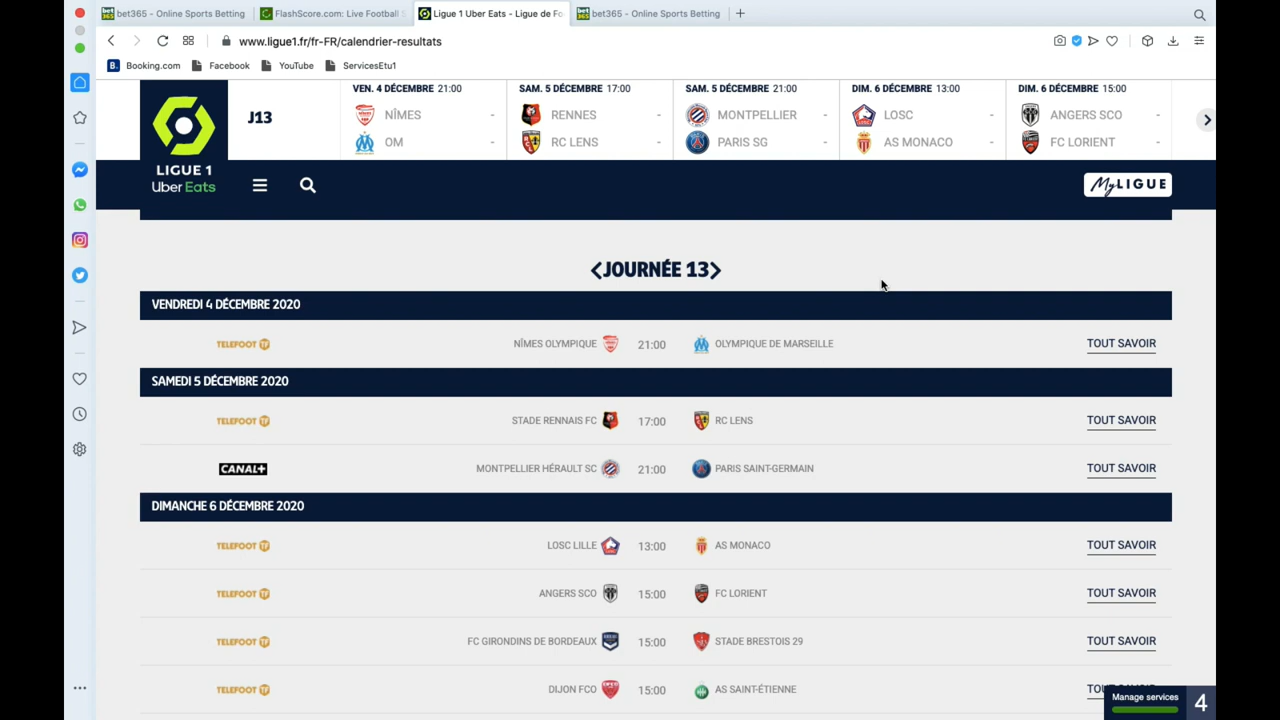 bet365 - Online Sports Betting
FlashScore.com: Live Football S
Ligue 1 Uber Eats - Ligue de Fo
bet365 - Online Sports Betting
www.ligue1.fr/fr-FR/calendrier-resultats
B. Booking.com
Facebook
YouTube
ServicesEtu1
LIGUE 1
Uber Eats
J13
VEN. 4 DÉCEMBRE 21:00
NÎMES -
OM -
SAM. 5 DÉCEMBRE 17:00
RENNES -
RC LENS -
SAM. 5 DÉCEMBRE 21:00
MONTPELLIER -
PARIS SG -
DIM. 6 DÉCEMBRE 13:00
LOSC -
AS MONACO -
DIM. 6 DÉCEMBRE 15:00
ANGERS SCO -
FC LORIENT -
MyLIGUE
<JOURNÉE 13>
VENDREDI 4 DÉCEMBRE 2020
TELEFOOT NÎMES OLYMPIQUE 21:00 OLYMPIQUE DE MARSEILLE TOUT SAVOIR
SAMEDI 5 DÉCEMBRE 2020
TELEFOOT STADE RENNAIS FC 17:00 RC LENS TOUT SAVOIR
CANAL+ MONTPELLIER HÉRAULT SC 21:00 PARIS SAINT-GERMAIN TOUT SAVOIR
DIMANCHE 6 DÉCEMBRE 2020
TELEFOOT LOSC LILLE 13:00 AS MONACO TOUT SAVOIR
TELEFOOT ANGERS SCO 15:00 FC LORIENT TOUT SAVOIR
TELEFOOT FC GIRONDINS DE BORDEAUX 15:00 STADE BRESTOIS 29 TOUT SAVOIR
TELEFOOT DIJON FCO 15:00 AS SAINT-ÉTIENNE TOU
Manage services 4